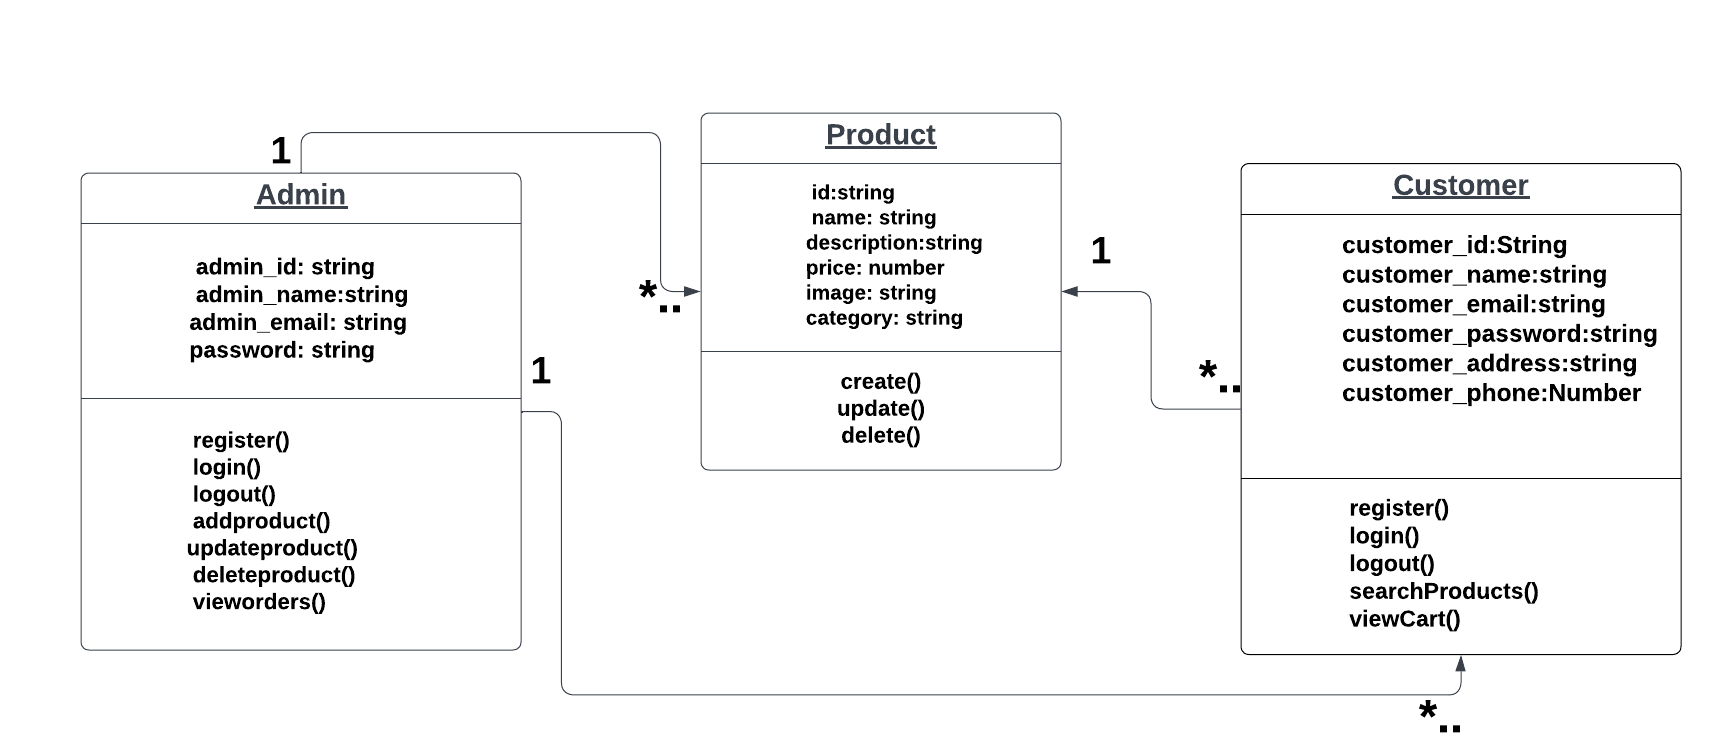 1
Admin
admin_id: string
admin_name:string
admin_email: string
password: string
register()
login()
logout()
addproduct()
updateproduct()
deleteproduct()
vieworders()
1
*..
Product
id:string
name: string
description:string
price: number
image: string
category: string
create()
update()
delete()
1
*..
Customer
customer_id:String
customer_name:string
customer_email:string
customer_password:string
customer_address:string
customer_phone:Number
register()
login()
logout()
searchProducts()
viewCart()
*..